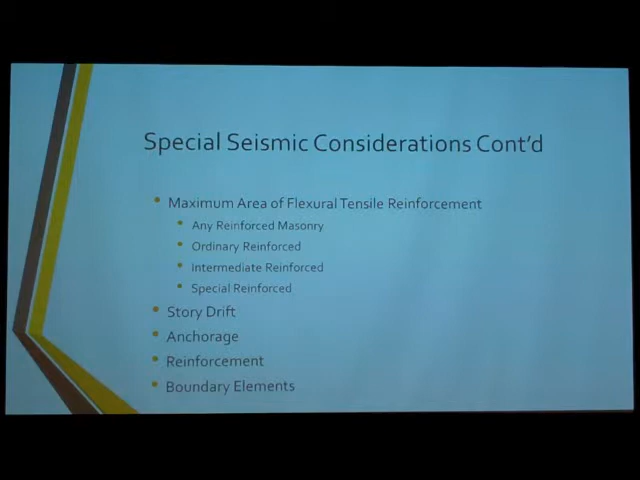 Special Seismic Considerations Cont'd
• Maximum Area of Flexural Tensile Reinforcement
• Any Reinforced Masonry
• Ordinary Reinforced
• Intermediate Reinforced
• Special Reinforced
• Story Drift
• Anchorage
• Reinforcement
• Boundary Elements